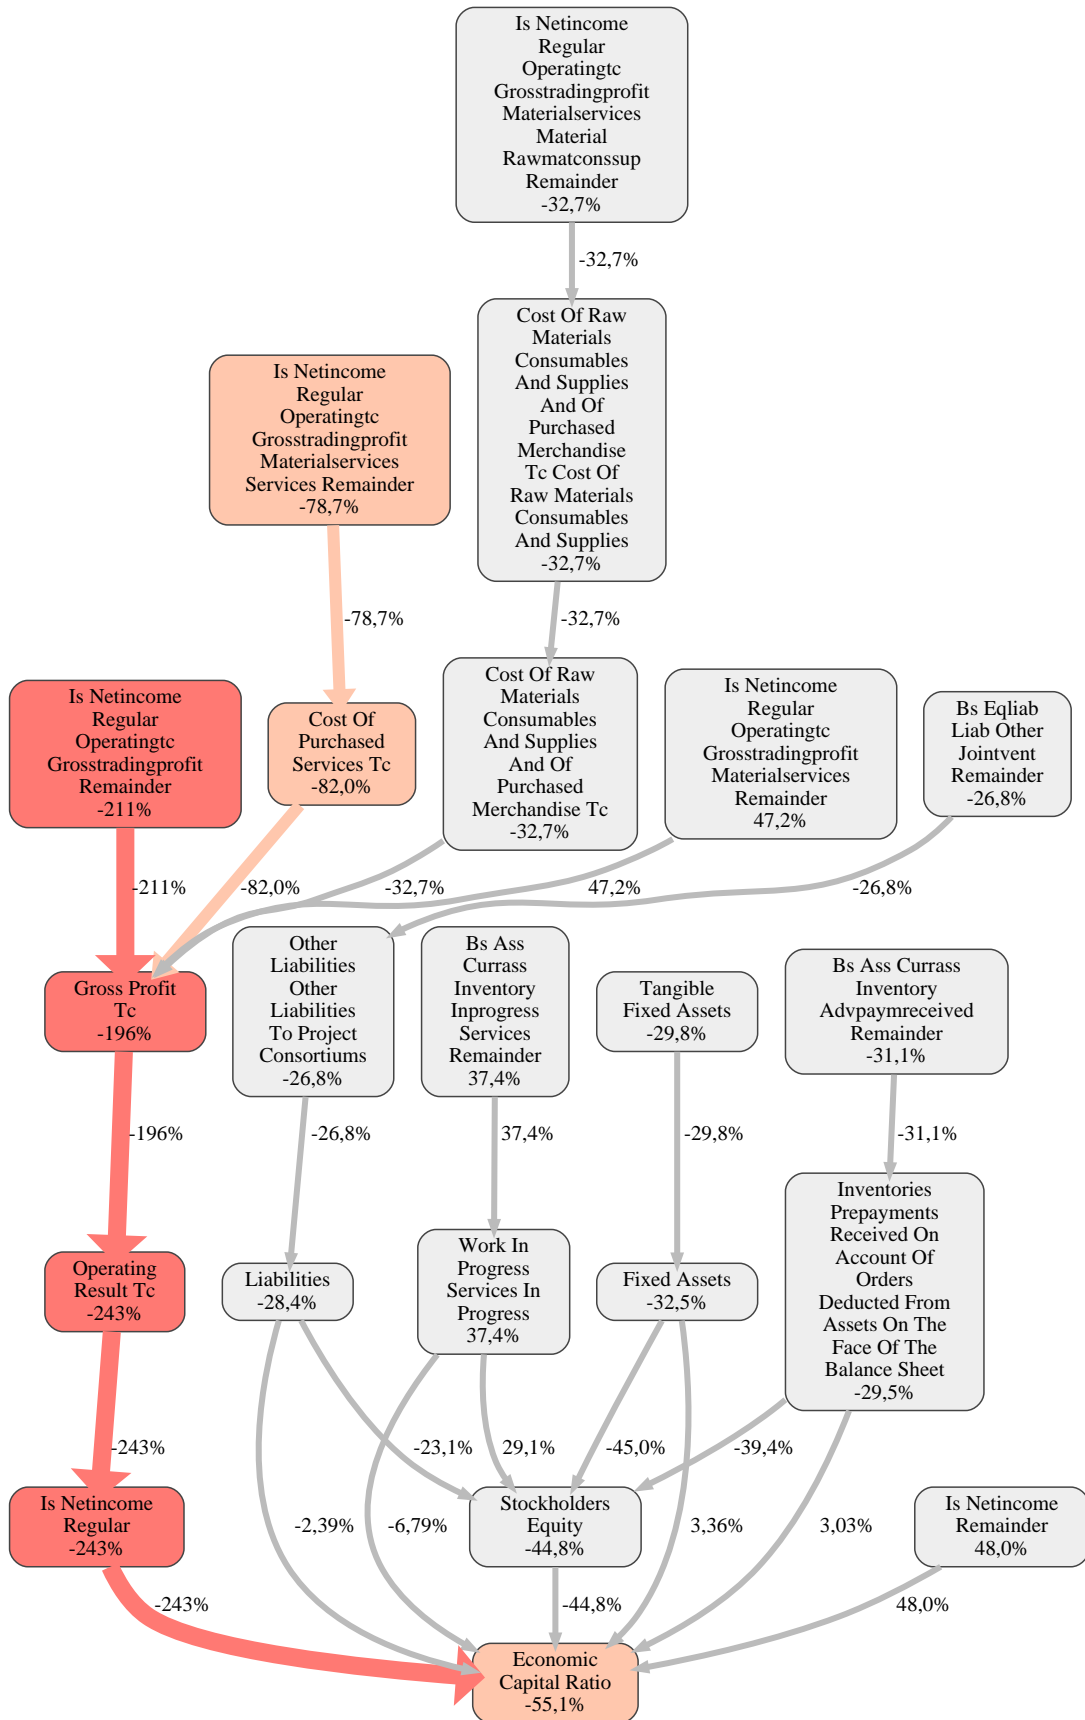 Is Netincome
Regular
Operatingtc
Grosstradingprofit
Materialservices
Material
Rawmatconssup
Remainder
-32,7%
-32,7%
Cost Of Raw
Materials
Consumables
And Supplies
And Of
Purchased
Merchandise
Tc Cost Of
Raw Materials
Consumables
And Supplies
-32,7%
Is Netincome
Regular
Operatingtc
Grosstradingprofit
Materialservices
Services Remainder
-78,7%
-78,7%
-32,7%
Is Netincome
Regular
Operatingtc
Grosstradingprofit
Remainder
-211%
Cost Of
Purchased
Services Tc
-82,0%
Cost Of Raw
Materials
Consumables
And Supplies
And Of
Purchased
Merchandise Tc
-32,7%
Is Netincome
Regular
Operatingtc
Grosstradingprofit
Materialservices
Remainder
47,2%
Bs Eqliab
Liab Other
Jointvent
Remainder
-26,8%
-211%
-82,0%
-32,7%
47,2%
-26,8%
Gross Profit
Tc
-196%
Other
Liabilities
Other
Liabilities
To Project
Consortiums
-26,8%
Bs Ass
Currass
Inventory
Inprogress
Services
Remainder
37,4%
Tangible
Fixed Assets
-29,8%
Bs Ass Currass
Inventory
Advpaymreceived
Remainder
-31,1%
-196%
-26,8%
37,4%
-29,8%
-31,1%
Operating
Result Tc
-243%
Liabilities
-28,4%
Work In
Progress
Services In
Progress
37,4%
Fixed Assets
-32,5%
Inventories
Prepayments
Received On
Account Of
Orders
Deducted From
Assets On The
Face Of The
Balance Sheet
-29,5%
-243%
-23,1%
29,1%
-45,0%
-39,4%
Is Netincome
Regular
-243%
-2,39%
-6,79%
Stockholders
Equity
-44,8%
3,36%
3,03%
Is Netincome
Remainder
48,0%
-243%
-44,8%
48,0%
Economic
Capital Ratio
-55,1%